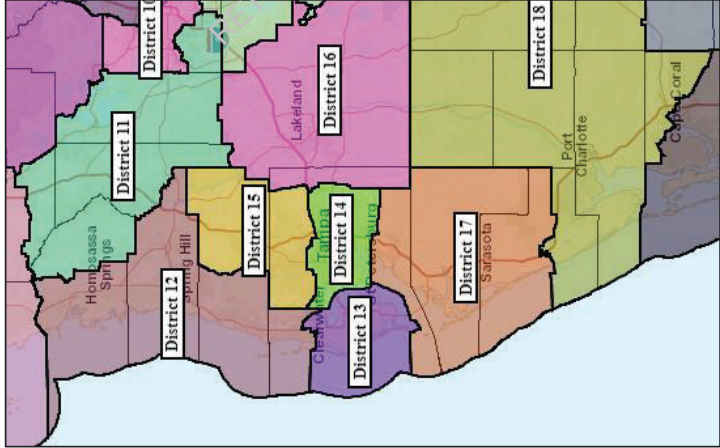 District 10
District 11
District 16
Lakeland
District 18
Port
Charlotte
Cape Coral
Homosassa
Springs
District 12
Spring Hill
District 15
Tampa
District 14
Clearwater
District 13
District 17
Sarasota